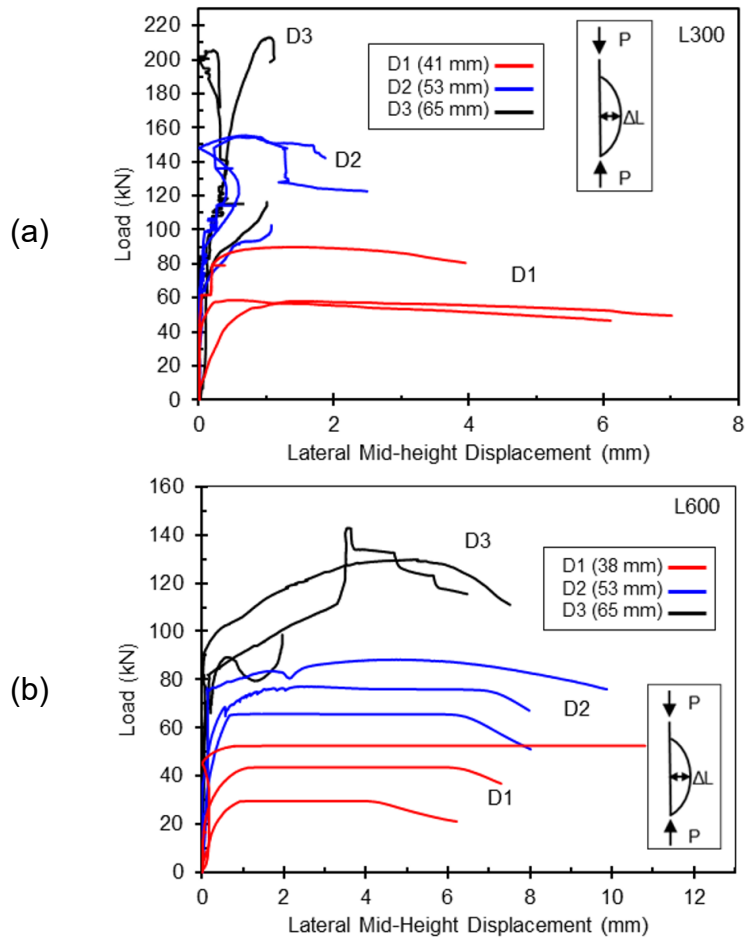 (a)
L300
D3
D1 (41 mm)
D2 (53 mm)
D3 (65 mm)
P
ΔL
P
D2
D1
220
200
180
160
140
120
100
80
60
40
20
0
Load (kN)
0 2 4 6 8
Lateral Mid-height Displacement (mm)
(b)
L600
D3
D1 (38 mm)
D2 (53 mm)
D3 (65 mm)
D2
D1
P
ΔL
P
160
140
120
100
80
60
40
20
0
Load (kN)
0 2 4 6 8 10 12
Lateral Mid-Height Displacement (mm)